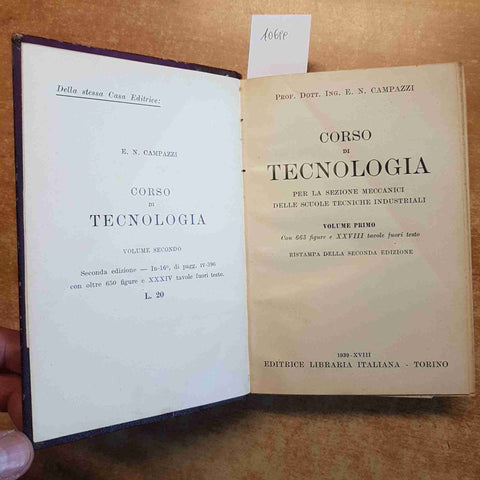 10698
Della stessa Casa Editrice:
E. N. CAMPAZZI
CORSO
DI
TECNOLOGIA
VOLUME SECONDO
Seconda edizione — In-16º, di pagg. IV-396
con oltre 650 figure e XXXIV tavole fuori testo.
L. 20
PROF. DOTT. ING. E. N. CAMPAZZI
CORSO
DI
TECNOLOGIA
PER LA SEZIONE MECCANICI
DELLE SCUOLE TECNICHE INDUSTRIALI
VOLUME PRIMO
Con 663 figure e XXVIII tavole fuori testo
RISTAMPA DELLA SECONDA EDIZIONE
1939-XVIII
EDITRICE LIBRARIA ITALIANA - TORINO